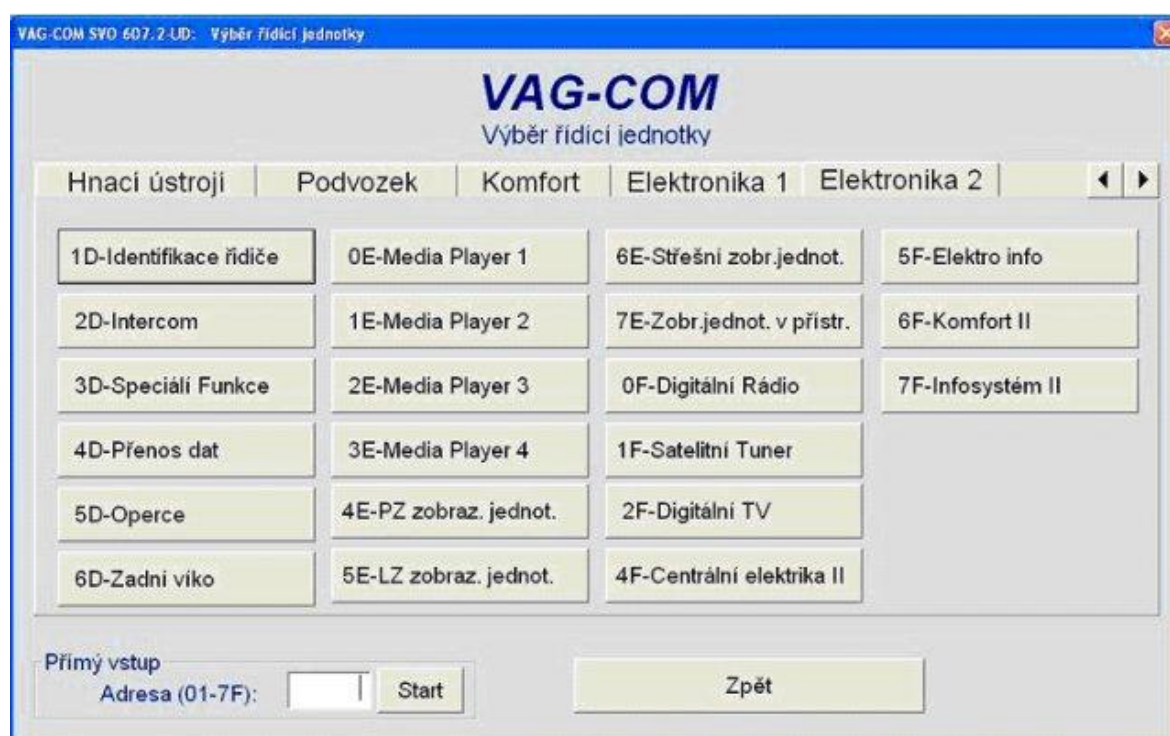 VAG-COM SVO 607.2-UD: Výběr řídící jednotky
VAG-COM
Výběr řídící jednotky
Hnací ústrojí Podvozek Komfort Elektronika 1 Elektronika 2
1D-Identifikace řidiče 0E-Media Player 1 6E-Střešní zobr.jednot. 5F-Elektro info
2D-Intercom 1E-Media Player 2 7E-Zobr.jednot. v přístr. 6F-Komfort II
3D-Speciálí Funkce 2E-Media Player 3 0F-Digitální Rádio 7F-Infosystém II
4D-Přenos dat 3E-Media Player 4 1F-Satelitní Tuner
5D-Operce 4E-PZ zobraz. jednot. 2F-Digitální TV
6D-Zadní víko 5E-LZ zobraz. jednot. 4F-Centrální elektrika II
Přímý vstup
Adresa (01-7F): Start Zpět